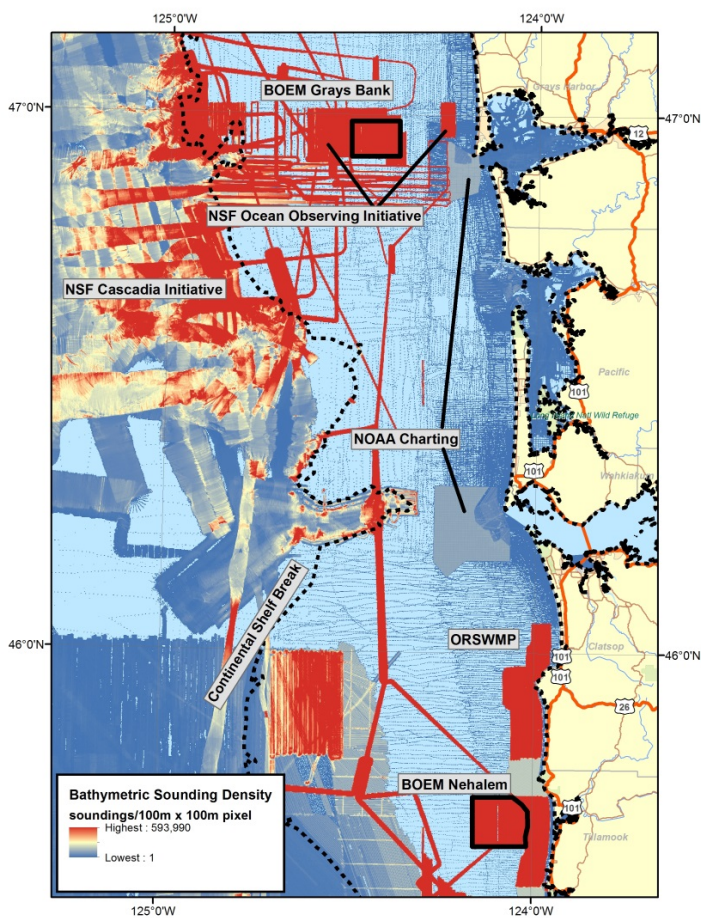 125°0'W
124°0'W
BOEM Grays Bank
Grays Harbor
47°0'N
47°0'N
12
NSF Ocean Observing Initiative
NSF Cascadia Initiative
Pacific
101
NOAA Charting
Natl Wild Refuge
101
Wahkiakum
Continental Shelf Break
46°0'N
ORSWMP
Clatsop
46°0'N
101
101
26
BOEM Nehalem
101
Tillamook
Bathymetric Sounding Density
soundings/100m x 100m pixel
Highest : 593,990
Lowest : 1
125°0'W
124°0'W